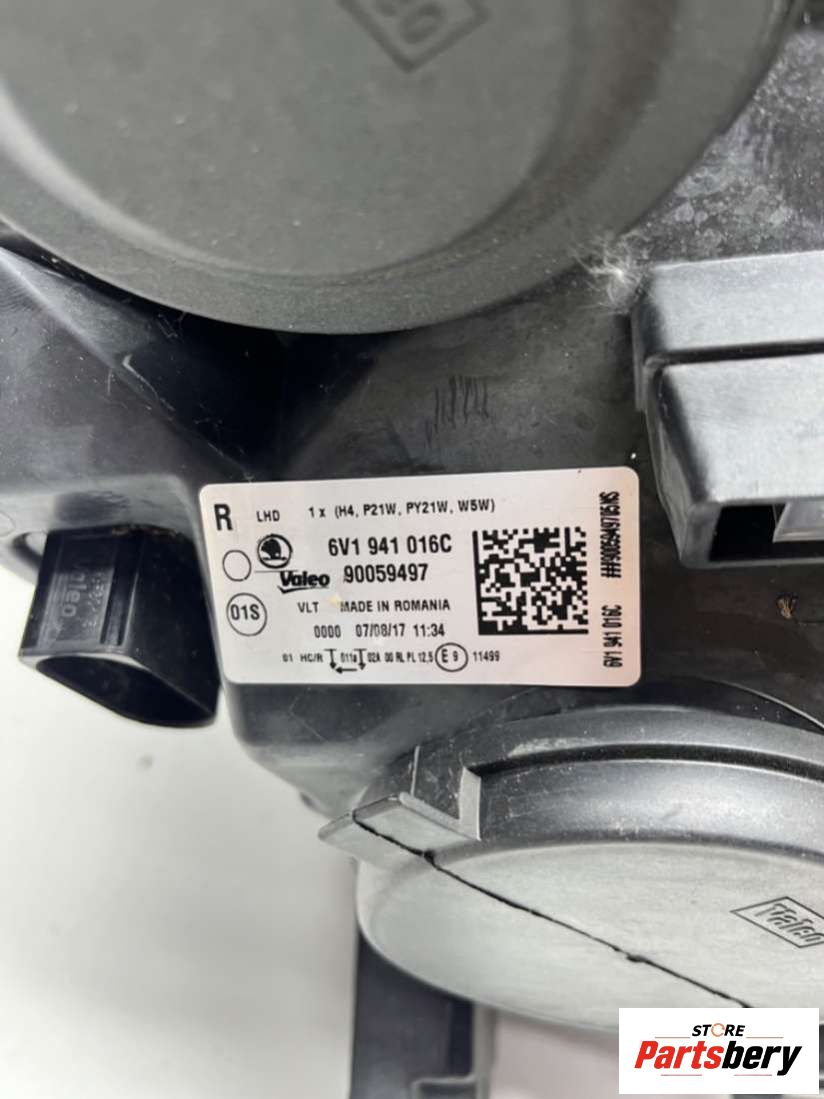 R LHD 1 x (H4, P21W, PY21W, W5W)
6V1 941 016C
Valeo 90059497
01S VLT MADE IN ROMANIA
0000 07/08/17 11:34
01 HC/R 011a 02A 00 RL PL 12,5 E 9 11499
6V1 941 016C
Valeo
Valeo
STORE
Partsbery